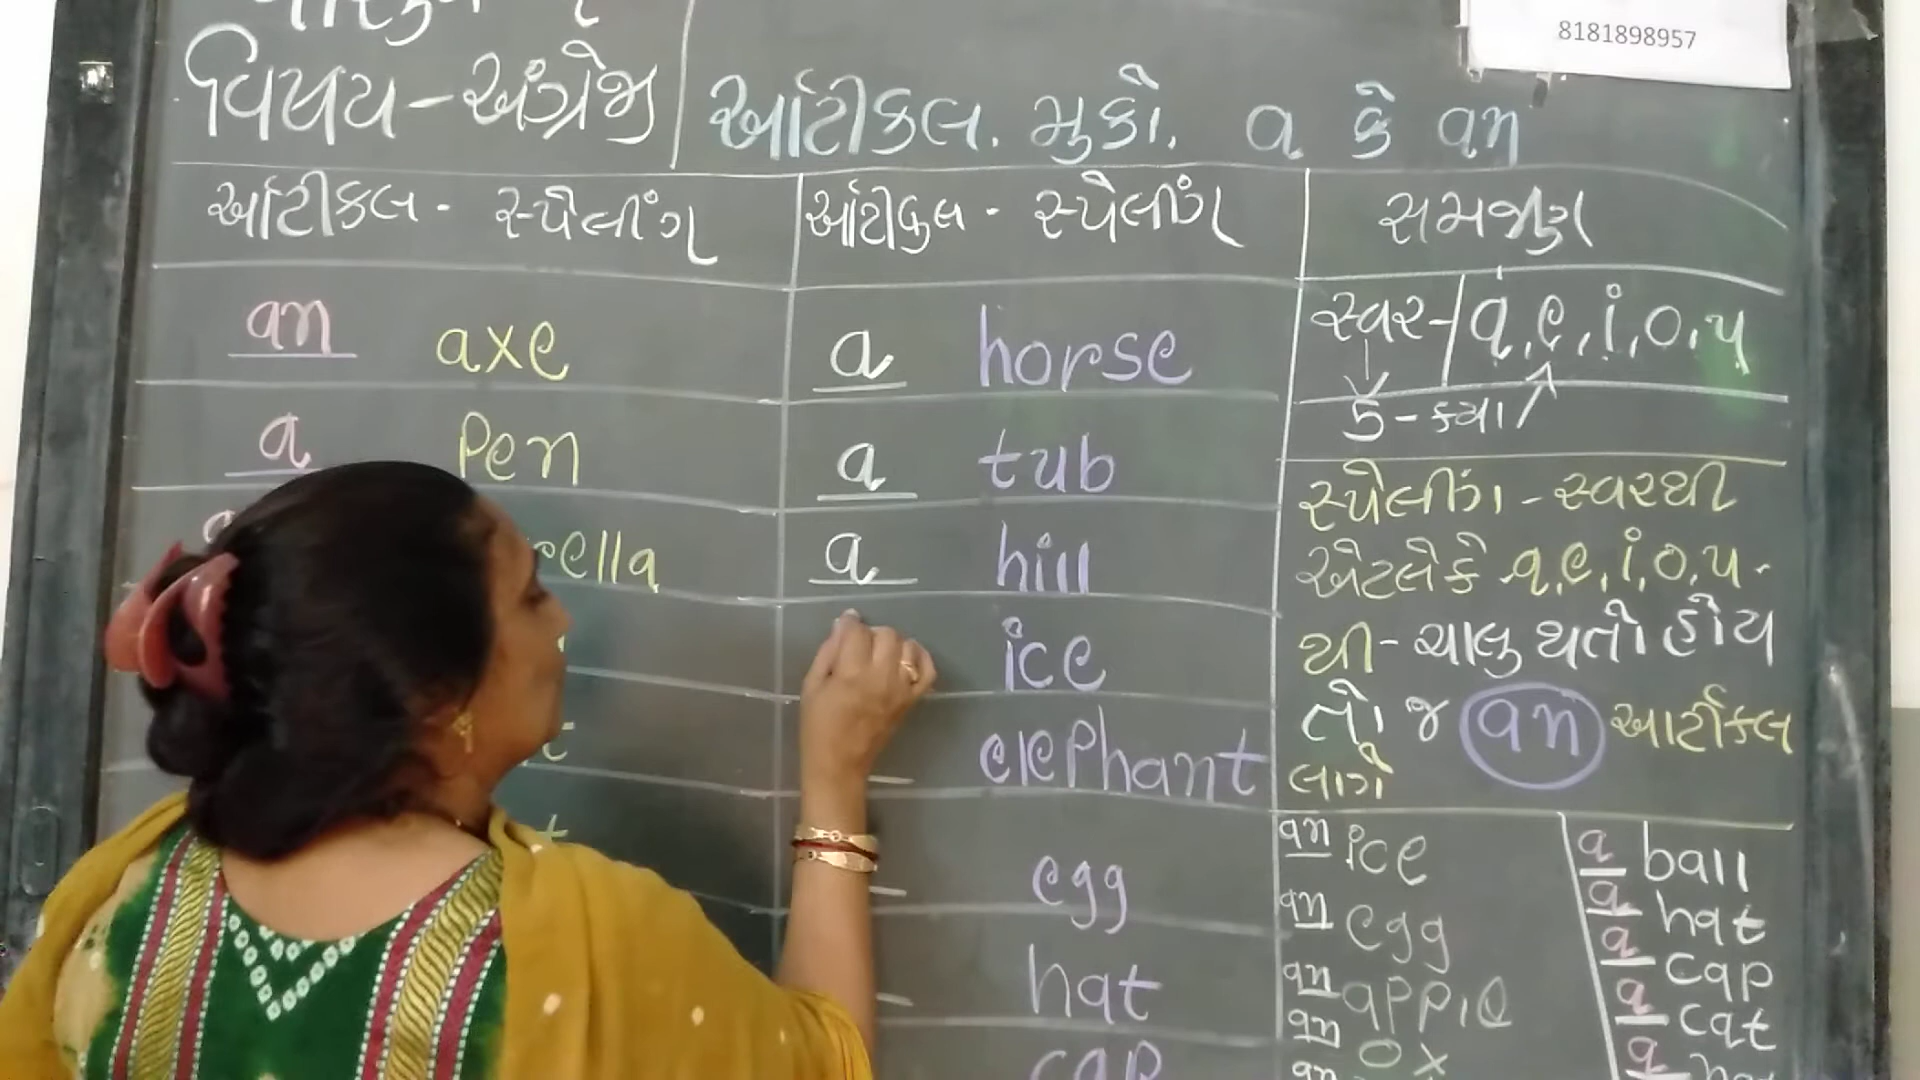 8181898957
વિષય-અંગ્રેજી
આર્ટીકલ. મુકો. a કે an
આર્ટીકલ - સ્પેલીંગ
આર્ટીકલ - સ્પેલીંગ
સમજુણ
an axe
a pen
ella
a horse
a tub
a hill
ice
elephant
egg
hat
cap
સ્વર- a, e, i, o, u
ક-ક્યા
સ્પેલીંગ - સ્વરથી
એટલેકે a, e, i, o, u -
થી- ચાલુ થતો હોય
તો જ an આર્ટીકલ
લાગે
an ice
an egg
an apple
an ox
an
a ball
a hat
a cap
a cat
a